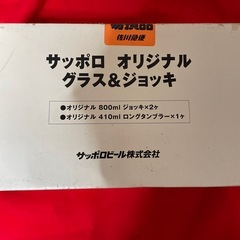 佐川急便
サッポロ オリジナル
グラス&ジョッキ
●オリジナル 800ml ジョッキ×2ヶ
●オリジナル 410ml ロングタンブラー×1ヶ
サッポロビール株式会社